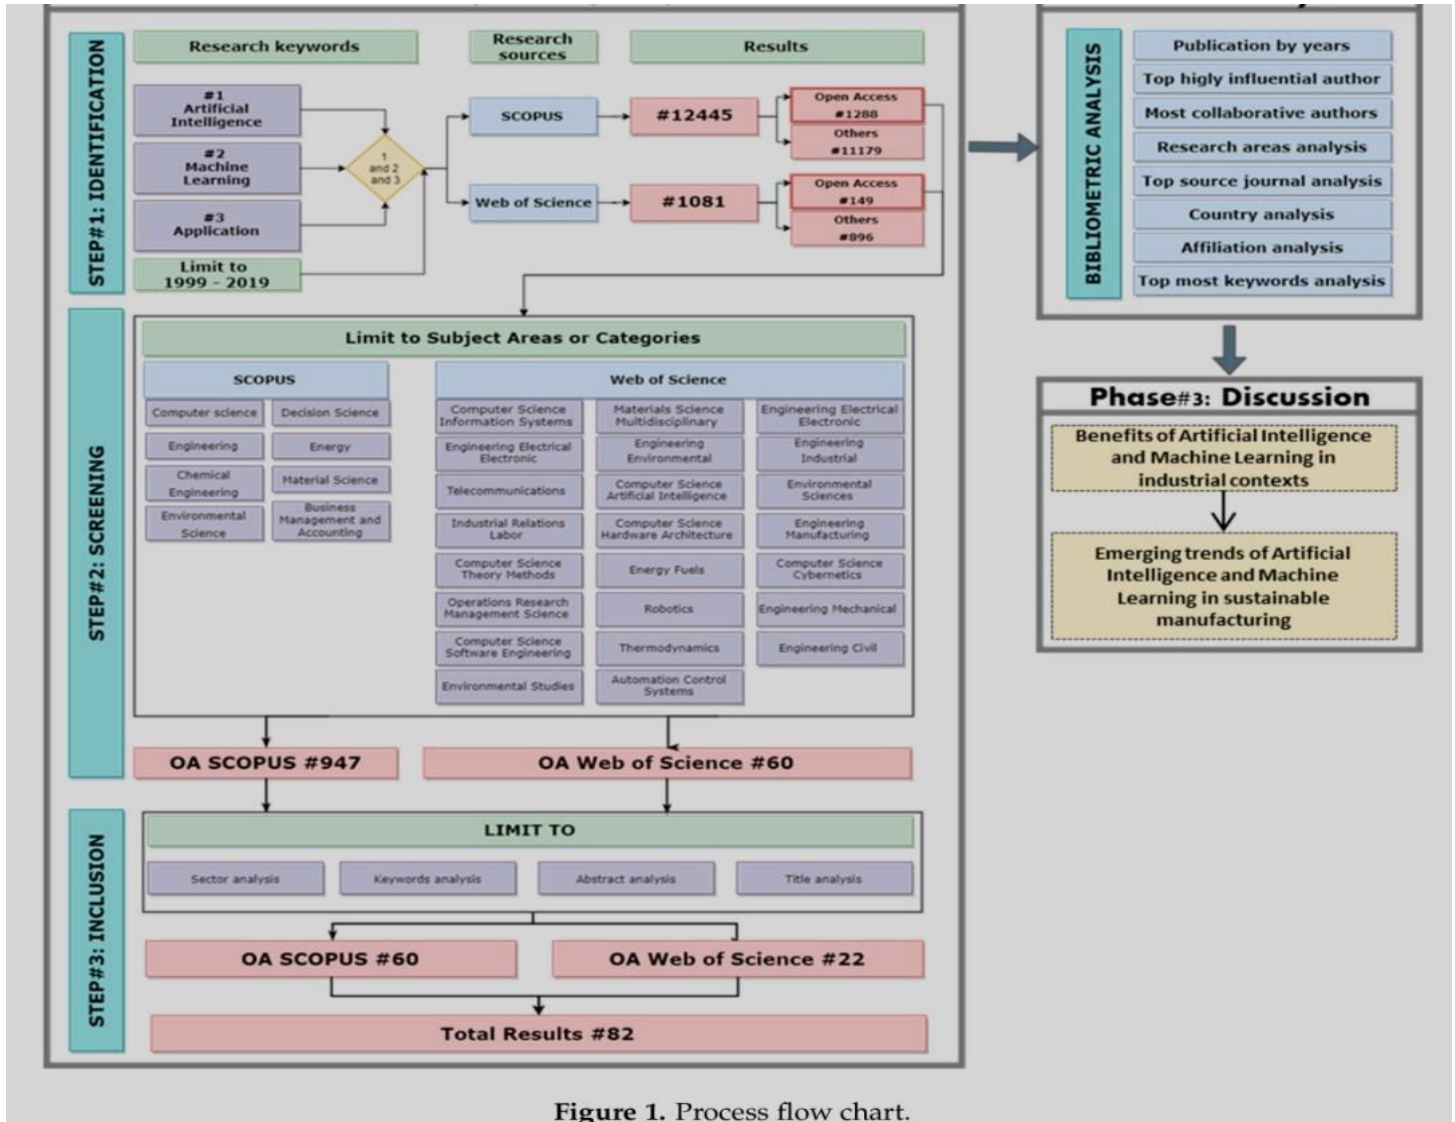 STEP#1: IDENTIFICATION
Research keywords
Research
sources
Results
#1
Artificial
Intelligence
#2
Machine
Learning
#3
Application
Limit to
1999 - 2019
1
and 2
and 3
SCOPUS
Web of Science
#12445
#1081
Open Access
#1288
Others
#11179
Open Access
#149
Others
#896
STEP#2: SCREENING
Limit to Subject Areas or Categories
SCOPUS
Computer science
Decision Science
Engineering
Energy
Chemical
Engineering
Material Science
Environmental
Science
Business
Management and
Accounting
Web of Science
Computer Science
Information Systems
Materials Science
Multidisciplinary
Engineering Electrical
Electronic
Engineering Electrical
Electronic
Engineering
Environmental
Engineering
Industrial
Telecommunications
Computer Science
Artificial Intelligence
Environmental
Sciences
Industrial Relations
Labor
Computer Science
Hardware Architecture
Engineering
Manufacturing
Computer Science
Theory Methods
Energy Fuels
Computer Science
Cybernetics
Operations Research
Management Science
Robotics
Engineering Mechanical
Computer Science
Software Engineering
Thermodynamics
Engineering Civil
Environmental Studies
Automation Control
Systems
OA SCOPUS #947
OA Web of Science #60
STEP#3: INCLUSION
LIMIT TO
Sector analysis
Keywords analysis
Abstract analysis
Title analysis
OA SCOPUS #60
OA Web of Science #22
Total Results #82
BIBLIOMETRIC ANALYSIS
Publication by years
Top higly influential author
Most collaborative authors
Research areas analysis
Top source journal analysis
Country analysis
Affiliation analysis
Top most keywords analysis
Phase#3: Discussion
Benefits of Artificial Intelligence
and Machine Learning in
industrial contexts
Emerging trends of Artificial
Intelligence and Machine
Learning in sustainable
manufacturing
Figure 1. Process flow chart.